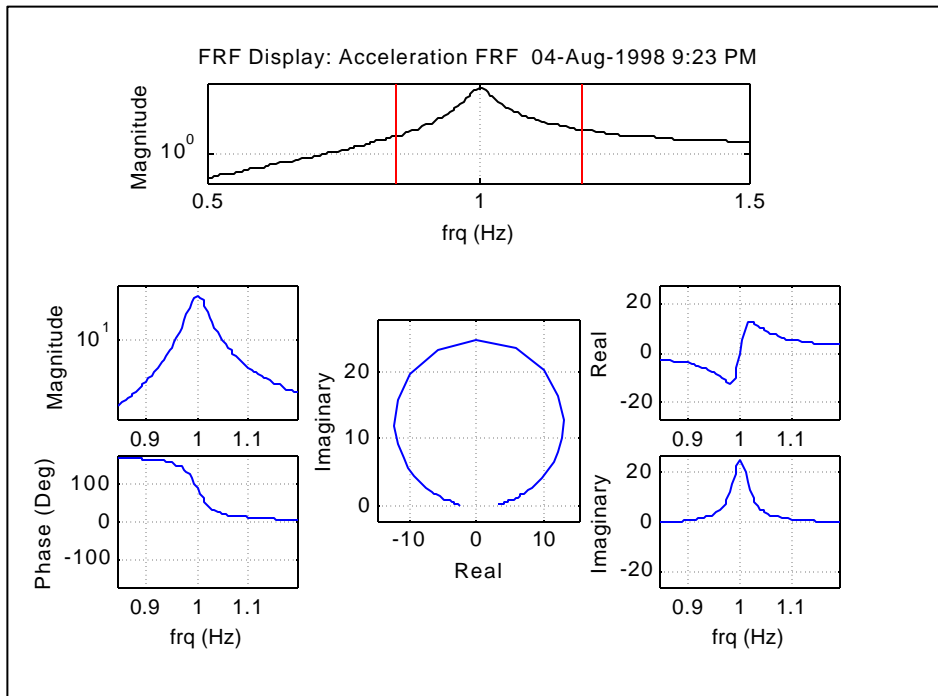 FRF Display: Acceleration FRF 04-Aug-1998 9:23 PM
Magnitude
10^0
0.5 1 1.5
frq (Hz)
Magnitude
10^1
0.9 1 1.1
Phase (Deg)
100
0
-100
0.9 1 1.1
frq (Hz)
Imaginary
20
10
0
-10 0 10
Real
Real
20
0
-20
0.9 1 1.1
Imaginary
20
0
-20
0.9 1 1.1
frq (Hz)